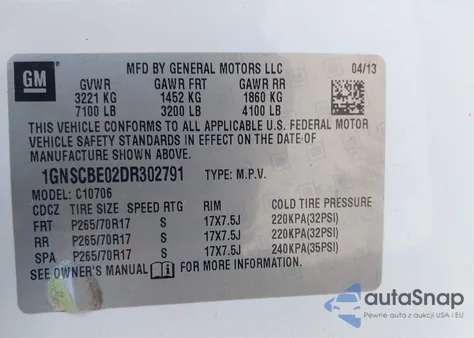 GM
MFD BY GENERAL MOTORS LLC 04/13
GVWR GAWR FRT GAWR RR
3221 KG 1452 KG 1860 KG
7100 LB 3200 LB 4100 LB
THIS VEHICLE CONFORMS TO ALL APPLICABLE U.S. FEDERAL MOTOR
VEHICLE SAFETY STANDARDS IN EFFECT ON THE DATE OF
MANUFACTURE SHOWN ABOVE.
1GNSCBE02DR302791 TYPE: M.P.V.
MODEL: C10706
CDCZ TIRE SIZE SPEED RTG RIM COLD TIRE PRESSURE
FRT P265/70R17 S 17X7.5J 220KPA(32PSI)
RR P265/70R17 S 17X7.5J 220KPA(32PSI)
SPA P265/70R17 S 17X7.5J 240KPA(35PSI)
SEE OWNER'S MANUAL i FOR MORE INFORMATION.
autoSnap
Pewne auta z aukcji USA i EU